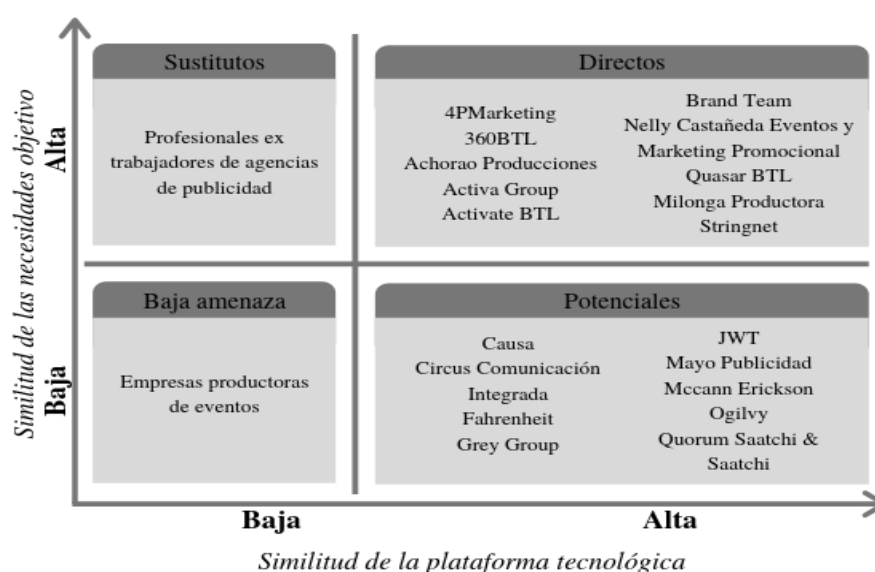 Similitud de las necesidades objetivo
Alta
Baja
Sustitutos
Profesionales ex
trabajadores de agencias
de publicidad
Directos
4PMarketing
360BTL
Achorao Producciones
Activa Group
Activate BTL
Brand Team
Nelly Castañeda Eventos y
Marketing Promocional
Quasar BTL
Milonga Productora
Stringnet
Baja amenaza
Empresas productoras
de eventos
Potenciales
Causa
Circus Comunicación
Integrada
Fahrenheit
Grey Group
JWT
Mayo Publicidad
Mccann Erickson
Ogilvy
Quorum Saatchi &
Saatchi
Baja
Alta
Similitud de la plataforma tecnológica